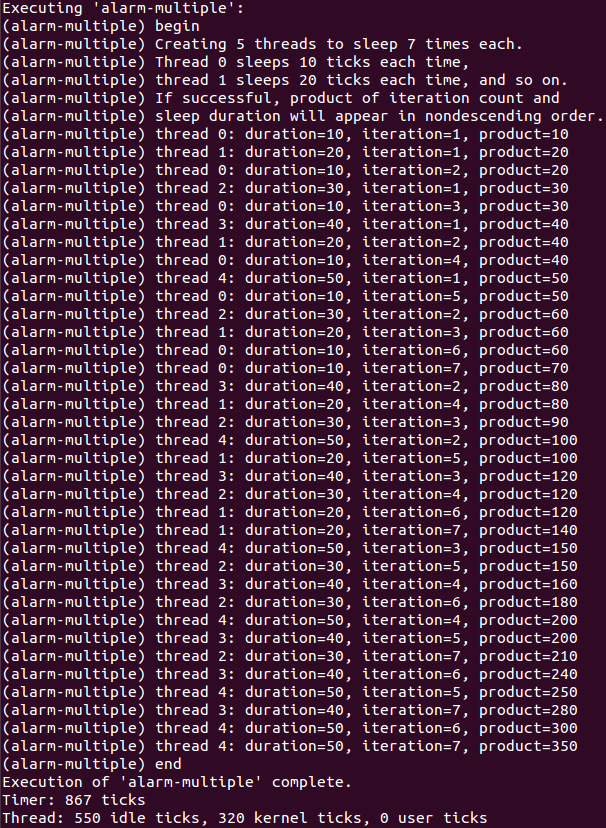 Executing 'alarm-multiple':
(alarm-multiple) begin
(alarm-multiple) Creating 5 threads to sleep 7 times each.
(alarm-multiple) Thread 0 sleeps 10 ticks each time,
(alarm-multiple) thread 1 sleeps 20 ticks each time, and so on.
(alarm-multiple) If successful, product of iteration count and
(alarm-multiple) sleep duration will appear in nondescending order.
(alarm-multiple) thread 0: duration=10, iteration=1, product=10
(alarm-multiple) thread 1: duration=20, iteration=1, product=20
(alarm-multiple) thread 0: duration=10, iteration=2, product=20
(alarm-multiple) thread 2: duration=30, iteration=1, product=30
(alarm-multiple) thread 0: duration=10, iteration=3, product=30
(alarm-multiple) thread 3: duration=40, iteration=1, product=40
(alarm-multiple) thread 1: duration=20, iteration=2, product=40
(alarm-multiple) thread 0: duration=10, iteration=4, product=40
(alarm-multiple) thread 4: duration=50, iteration=1, product=50
(alarm-multiple) thread 0: duration=10, iteration=5, product=50
(alarm-multiple) thread 2: duration=30, iteration=2, product=60
(alarm-multiple) thread 1: duration=20, iteration=3, product=60
(alarm-multiple) thread 0: duration=10, iteration=6, product=60
(alarm-multiple) thread 0: duration=10, iteration=7, product=70
(alarm-multiple) thread 3: duration=40, iteration=2, product=80
(alarm-multiple) thread 1: duration=20, iteration=4, product=80
(alarm-multiple) thread 2: duration=30, iteration=3, product=90
(alarm-multiple) thread 4: duration=50, iteration=2, product=100
(alarm-multiple) thread 1: duration=20, iteration=5, product=100
(alarm-multiple) thread 3: duration=40, iteration=3, product=120
(alarm-multiple) thread 2: duration=30, iteration=4, product=120
(alarm-multiple) thread 1: duration=20, iteration=6, product=120
(alarm-multiple) thread 1: duration=20, iteration=7, product=140
(alarm-multiple) thread 4: duration=50, iteration=3, product=150
(alarm-multiple) thread 2: duration=30, iteration=5, product=150
(alarm-multiple) thread 3: duration=40, iteration=4, product=160
(alarm-multiple) thread 2: duration=30, iteration=6, product=180
(alarm-multiple) thread 4: duration=50, iteration=4, product=200
(alarm-multiple) thread 3: duration=40, iteration=5, product=200
(alarm-multiple) thread 2: duration=30, iteration=7, product=210
(alarm-multiple) thread 3: duration=40, iteration=6, product=240
(alarm-multiple) thread 4: duration=50, iteration=5, product=250
(alarm-multiple) thread 3: duration=40, iteration=7, product=280
(alarm-multiple) thread 4: duration=50, iteration=6, product=300
(alarm-multiple) thread 4: duration=50, iteration=7, product=350
(alarm-multiple) end
Execution of 'alarm-multiple' complete.
Timer: 867 ticks
Thread: 550 idle ticks, 320 kernel ticks, 0 user ticks